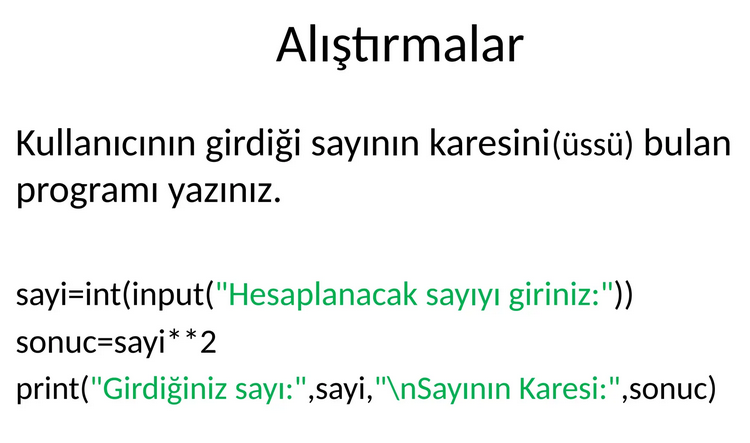 Alıştırmalar
Kullanıcının girdiği sayının karesini(üssü) bulan
programı yazınız.
sayi=int(input("Hesaplanacak sayıyı giriniz:"))
sonuc=sayi**2
print("Girdiğiniz sayı:",sayi,"\nSayının Karesi:",sonuc)